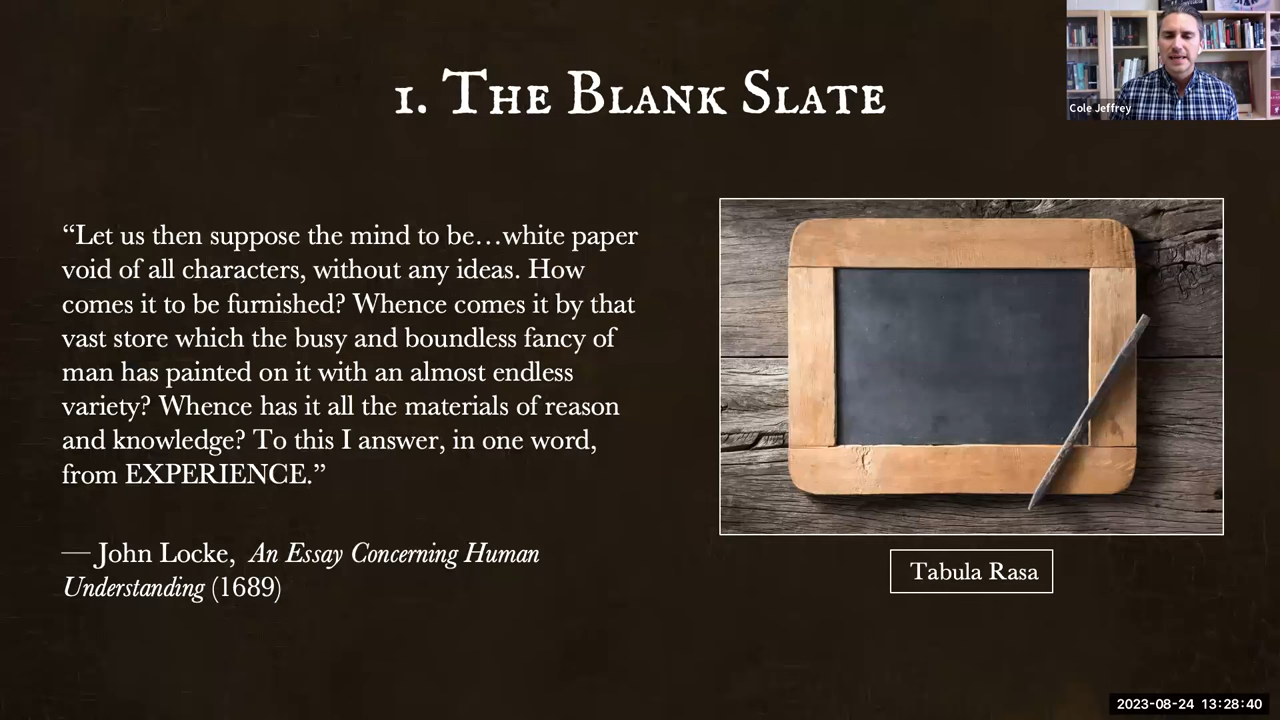 1. The Blank Slate
Cole Jeffrey
“Let us then suppose the mind to be…white paper
void of all characters, without any ideas. How
comes it to be furnished? Whence comes it by that
vast store which the busy and boundless fancy of
man has painted on it with an almost endless
variety? Whence has it all the materials of reason
and knowledge? To this I answer, in one word,
from EXPERIENCE.”
— John Locke, An Essay Concerning Human
Understanding (1689)
Tabula Rasa
2023-08-24 13:28:40